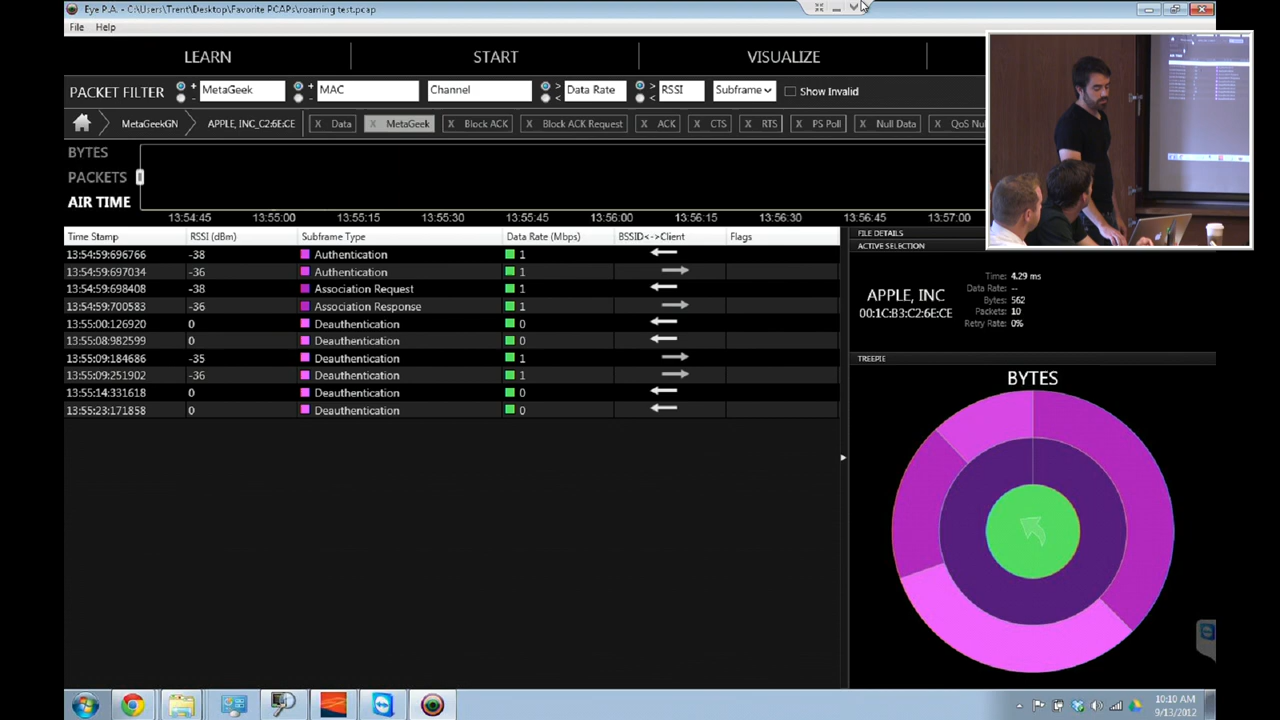 Eye P.A. - C:\Users\Trent\Desktop\Favorite PCAPs\roaming test.pcap
File Help
LEARN START VISUALIZE
PACKET FILTER + - MetaGeek + - MAC Channel > < Data Rate > < RSSI Subframe Show Invalid
MetaGeekGN APPLE, INC_C2:6E:CE X Data X MetaGeek X Block ACK X Block ACK Request X ACK X CTS X RTS X PS Poll X Null Data X QoS Nu
BYTES
PACKETS
AIR TIME
13:54:45 13:55:00 13:55:15 13:55:30 13:55:45 13:56:00 13:56:15 13:56:30 13:56:45 13:57:00
Time Stamp RSSI (dBm) Subframe Type Data Rate (Mbps) BSSID<->Client Flags
13:54:59:696766 -38 Authentication 1
13:54:59:697034 -36 Authentication 1
13:54:59:698408 -38 Association Request 1
13:54:59:700583 -36 Association Response 1
13:55:00:126920 0 Deauthentication 0
13:55:08:982599 0 Deauthentication 0
13:55:09:184686 -35 Deauthentication 1
13:55:09:251902 -36 Deauthentication 1
13:55:14:331618 0 Deauthentication 0
13:55:23:171858 0 Deauthentication 0
FILE DETAILS
ACTIVE SELECTION
APPLE, INC
00:1C:B3:C2:6E:CE
Time: 4.29 ms
Data Rate: --
Bytes: 562
Packets: 10
Retry Rate: 0%
TREEPIE
BYTES
10:10 AM
9/13/2012